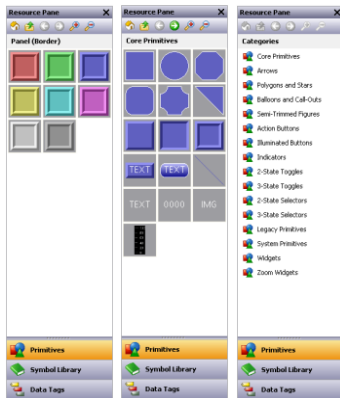 Resource Pane
Panel (Border)
Primitives
Symbol Library
Data Tags
Resource Pane
Core Primitives
TEXT TEXT
TEXT 0000 IMG
Primitives
Symbol Library
Data Tags
Resource Pane
Categories
Core Primitives
Arrows
Polygons and Stars
Balloons and Call-Outs
Semi-Trimmed Figures
Action Buttons
Illuminated Buttons
Indicators
2-State Toggles
3-State Toggles
2-State Selectors
3-State Selectors
Legacy Primitives
System Primitives
Widgets
Zoom Widgets
Primitives
Symbol Library
Data Tags